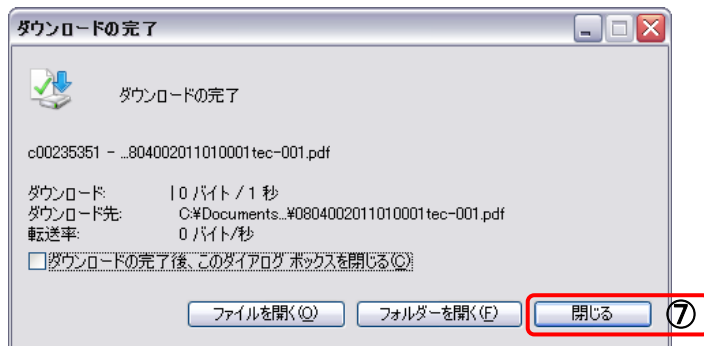 ダウンロードの完了
ダウンロードの完了
c00235351 - ...804002011010001tec-001.pdf
ダウンロード: | 0 バイト / 1 秒
ダウンロード先: C:¥Documents...¥0804002011010001tec-001.pdf
転送率: 0 バイト/秒
ダウンロードの完了後、このダイアログ ボックスを閉じる(C)
ファイルを開く(O) フォルダーを開く(F) 閉じる ⑦